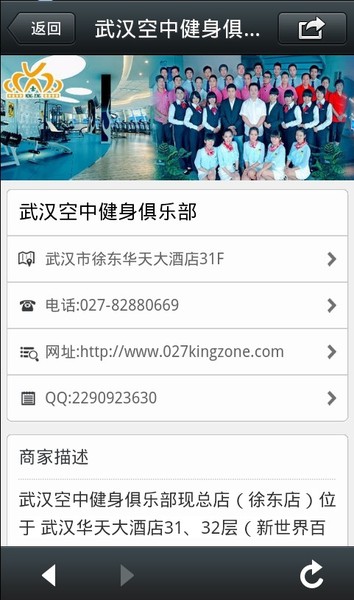 返回
武汉空中健身俱...
武汉空中健身俱乐部
武汉市徐东华天大酒店31F
电话:027-82880669
网址:http://www.027kingzone.com
QQ:2290923630
商家描述
武汉空中健身俱乐部现总店（徐东店）位
于 武汉华天大酒店31、32层（新世界百